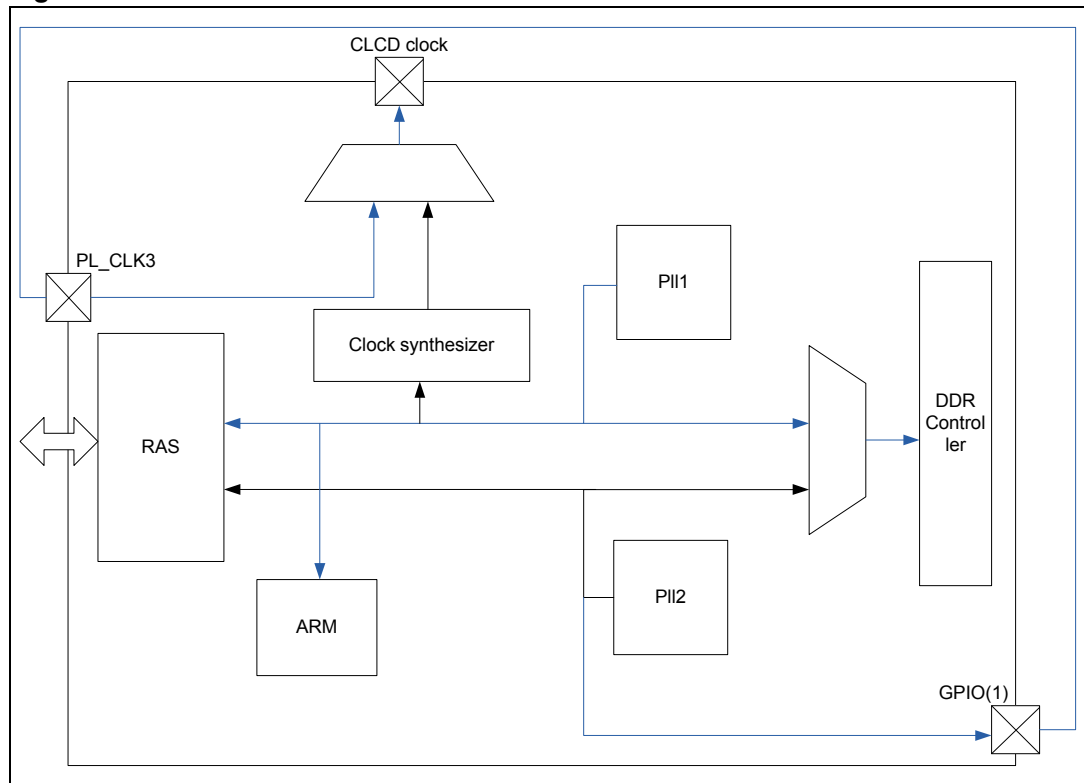 CLCD clock
PL_CLK3
Pll1
Clock synthesizer
DDR
Control
ler
RAS
Pll2
ARM
GPIO(1)